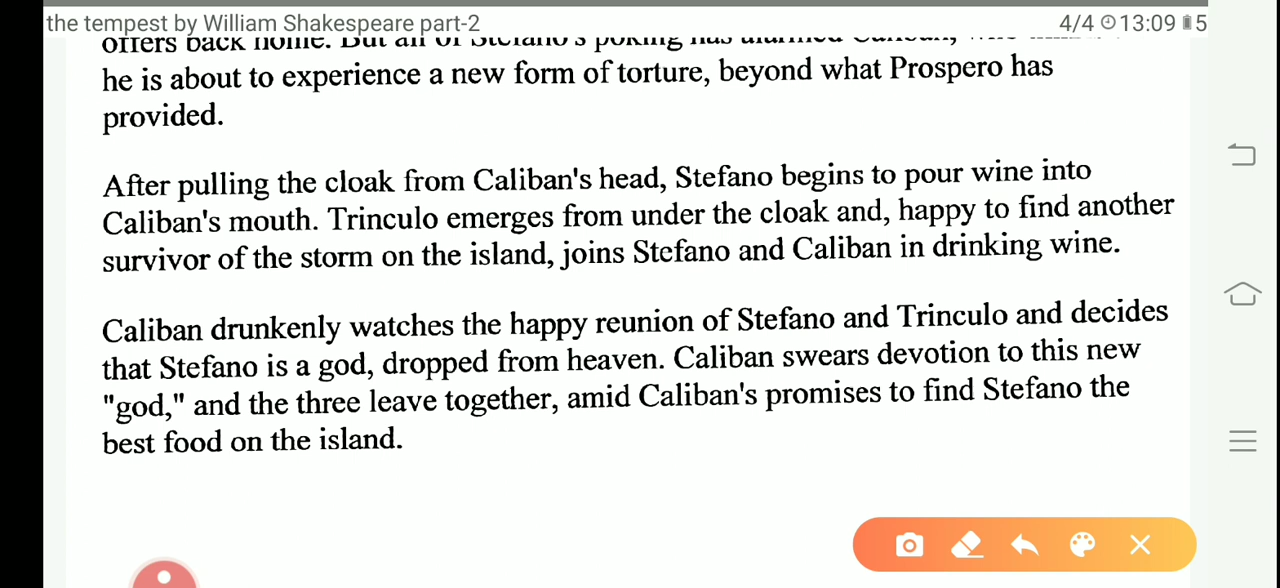 the tempest by William Shakespeare part-2
4/4 13:09 5
offers back home. But all of Stefano's poking has alarmed Caliban,
he is about to experience a new form of torture, beyond what Prospero has
provided.
After pulling the cloak from Caliban's head, Stefano begins to pour wine into
Caliban's mouth. Trinculo emerges from under the cloak and, happy to find another
survivor of the storm on the island, joins Stefano and Caliban in drinking wine.
Caliban drunkenly watches the happy reunion of Stefano and Trinculo and decides
that Stefano is a god, dropped from heaven. Caliban swears devotion to this new
"god," and the three leave together, amid Caliban's promises to find Stefano the
best food on the island.